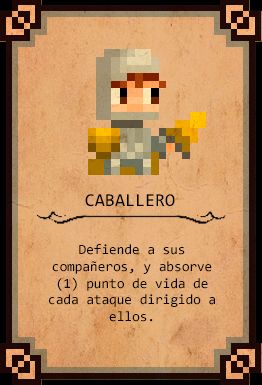 CABALLERO
Defiende a sus
compañeros, y absorve
(1) punto de vida de
cada ataque dirigido a
ellos.